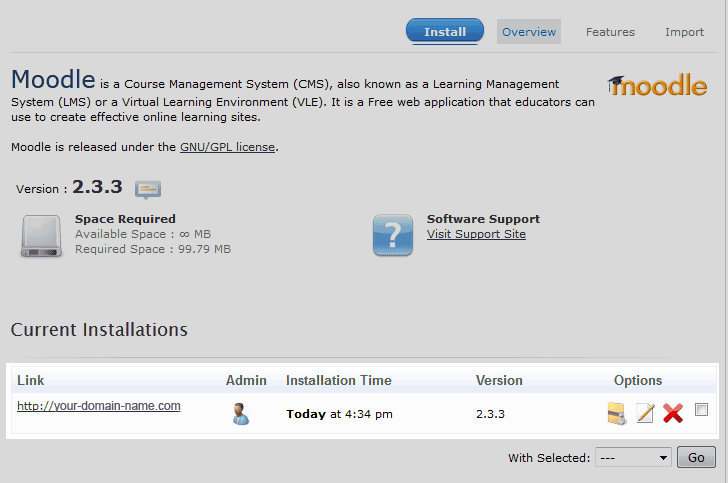 Install Overview Features Import
Moodle is a Course Management System (CMS), also known as a Learning Management
System (LMS) or a Virtual Learning Environment (VLE). It is a Free web application that educators can
use to create effective online learning sites.
moodle
Moodle is released under the GNU/GPL license.
Version : 2.3.3
Space Required
Available Space : ∞ MB
Required Space : 99.79 MB
?
Software Support
Visit Support Site
Current Installations
Link Admin Installation Time Version Options
http://your-domain-name.com Today at 4:34 pm 2.3.3
With Selected: --- Go